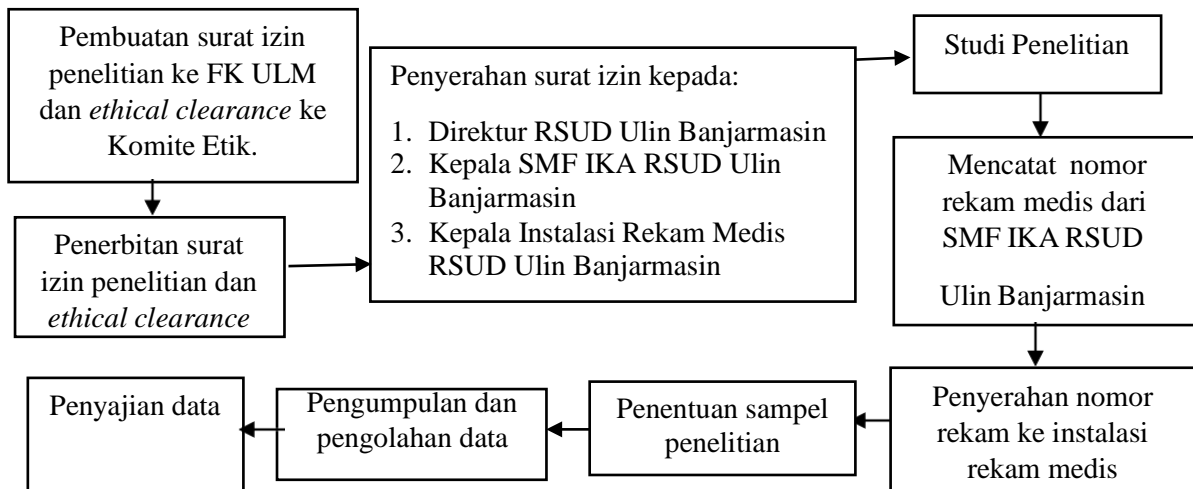 Pembuatan surat izin
penelitian ke FK ULM
dan ethical clearance ke
Komite Etik.
Penerbitan surat
izin penelitian dan
ethical clearance
Penyerahan surat izin kepada:
1. Direktur RSUD Ulin Banjarmasin
2. Kepala SMF IKA RSUD Ulin
Banjarmasin
3. Kepala Instalasi Rekam Medis
RSUD Ulin Banjarmasin
Studi Penelitian
Mencatat nomor
rekam medis dari
SMF IKA RSUD
Ulin Banjarmasin
Penyerahan nomor
rekam ke instalasi
rekam medis
Penentuan sampel
penelitian
Pengumpulan dan
pengolahan data
Penyajian data